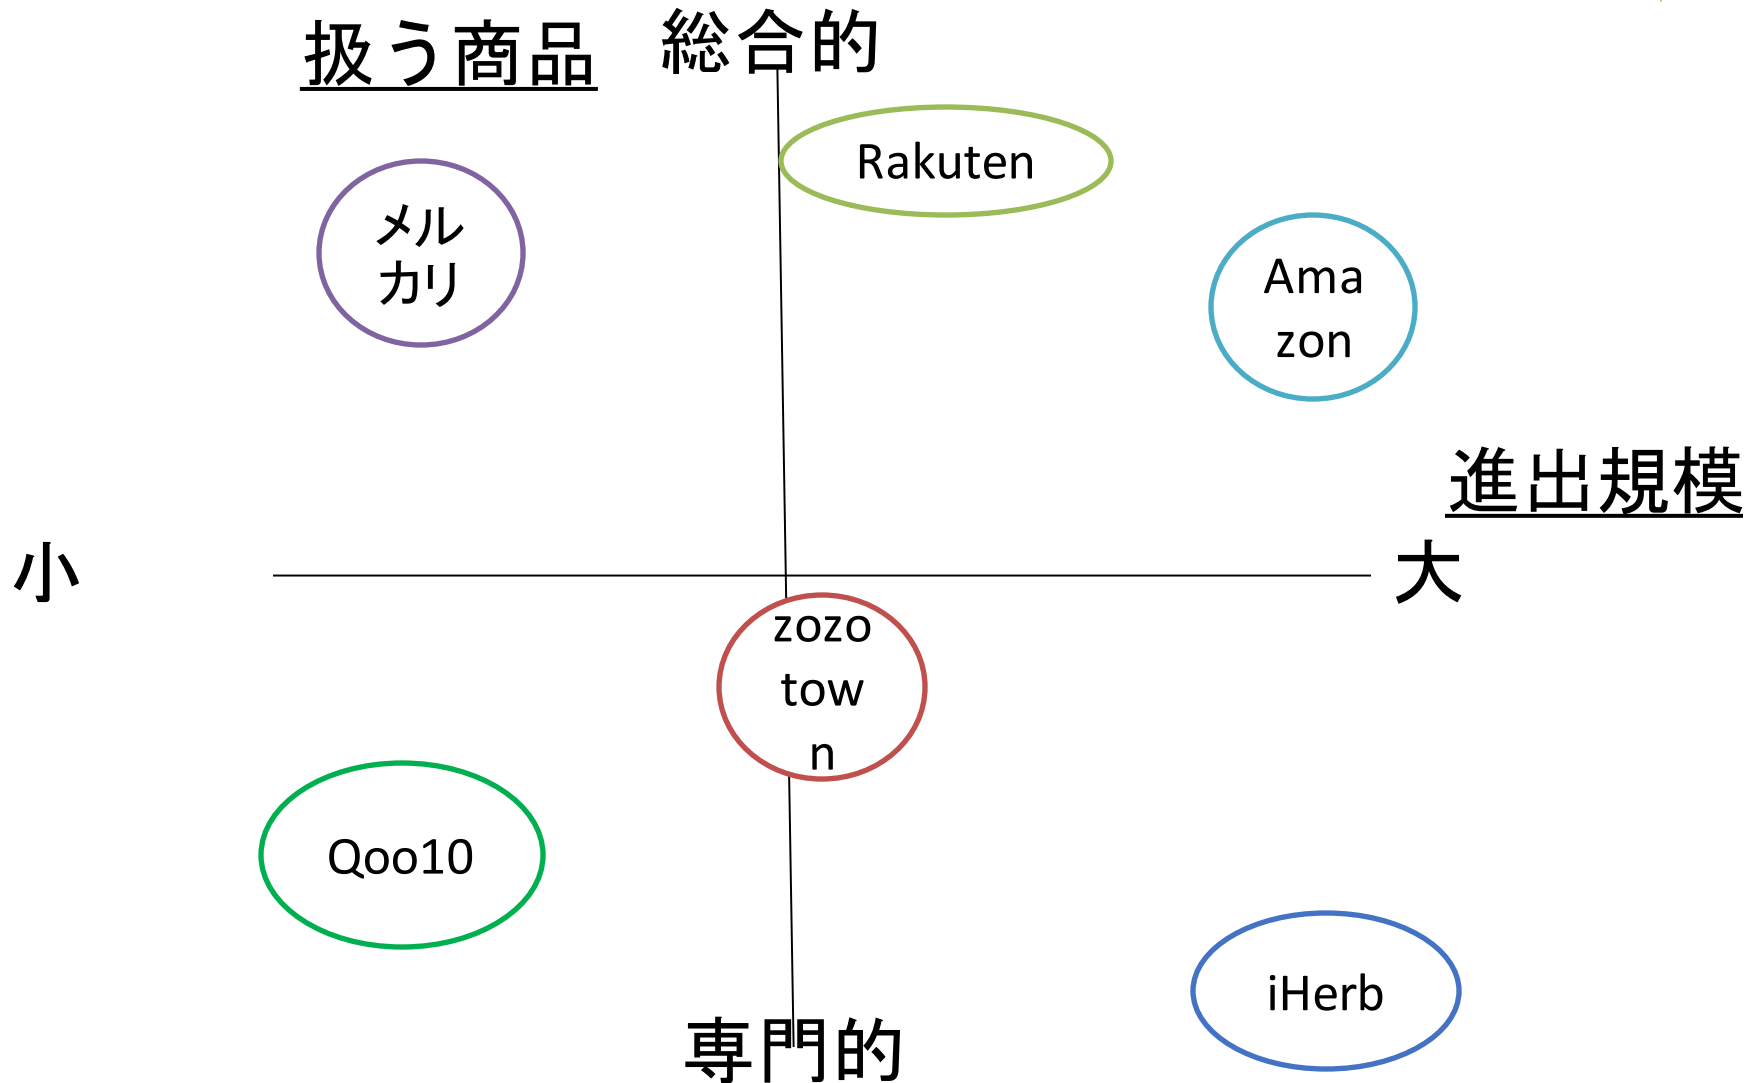 扱う商品
総合的
Rakuten
メル
カリ
Ama
zon
進出規模
小
大
zozo
tow
n
Qoo10
iHerb
専門的